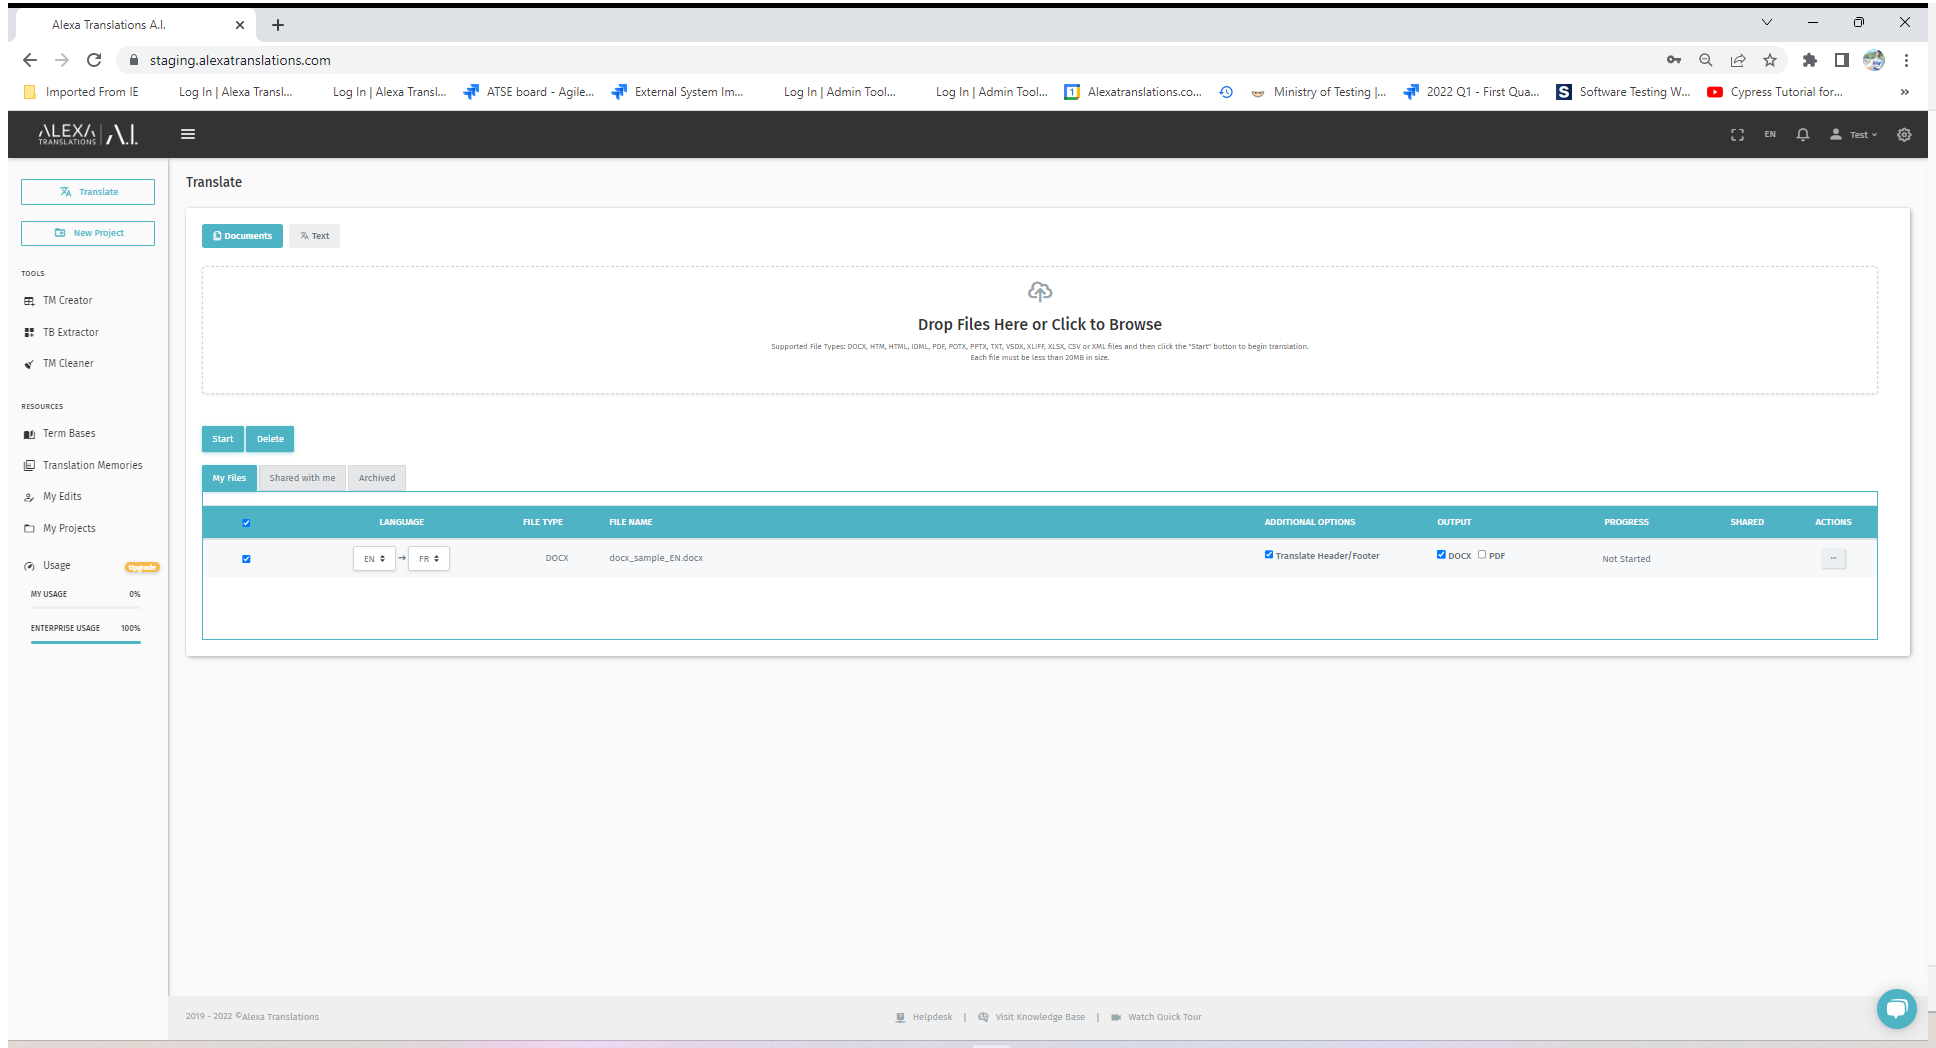 Alexa Translations A.I.
staging.alexatranslations.com
Imported From IE Log In | Alexa Transl... Log In | Alexa Transl... ATSE board - Agile... External System Im... Log In | Admin Tool... Log In | Admin Tool... 1 Alexatranslations.co... Ministry of Testing |... 2022 Q1 - First Qua... S Software Testing W... Cypress Tutorial for... »
ALEXA TRANSLATIONS A.I. EN Test
Translate
Translate
New Project
Documents Text
TOOLS
TM Creator
TB Extractor
TM Cleaner
Drop Files Here or Click to Browse
Supported File Types: DOCX, HTM, HTML, IDML, PDF, POTX, PPTX, TXT, VSDX, XLIFF, XLSX, CSV or XML files and then click the "Start" button to begin translation.
Each file must be less than 20MB in size.
RESOURCES
Term Bases
Translation Memories
My Edits
My Projects
Usage Upgrade
MY USAGE 0%
ENTERPRISE USAGE 100%
Start Delete
My Files Shared with me Archived
LANGUAGE FILE TYPE FILE NAME ADDITIONAL OPTIONS OUTPUT PROGRESS SHARED ACTIONS
EN → FR DOCX docx_sample_EN.docx Translate Header/Footer DOCX PDF Not Started ...
2019 - 2022 ©Alexa Translations Helpdesk | Visit Knowledge Base | Watch Quick Tour